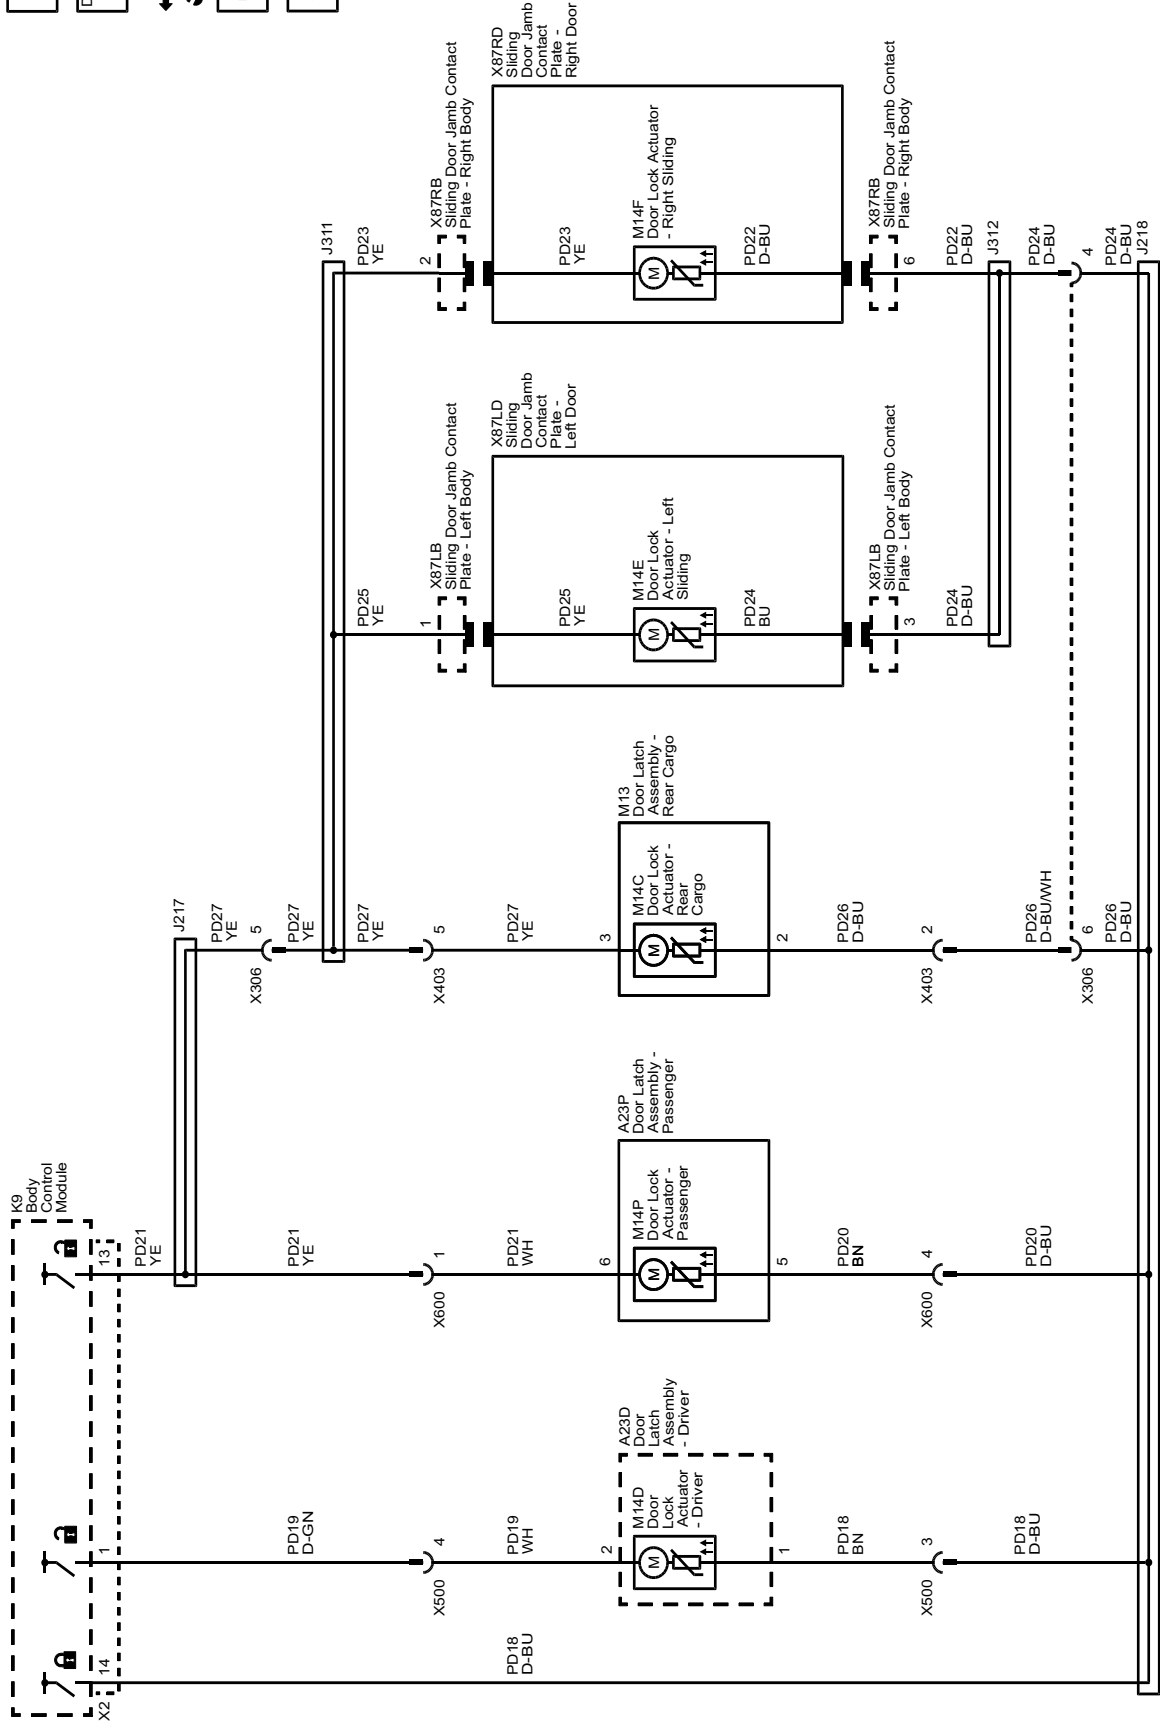 K9
Body
Control
Module
X2
14
1
13
PD21
YE
J217
PD27
YE
5
X306
PD27
YE
J311
PD23
YE
PD25
YE
PD27
YE
PD21
YE
PD19
D-GN
X500
4
X600
1
X403
5
1
X87LB
Sliding Door Jamb Contact
Plate - Left Body
2
X87RB
Sliding Door Jamb Contact
Plate - Right Body
PD18
D-BU
PD19
WH
PD21
WH
PD27
YE
X87LD
Sliding
Door Jamb
Contact
Plate -
Left Door
X87RD
Sliding
Door Jamb
Contact
Plate -
Right Door
PD25
YE
PD23
YE
2
A23D
Door
Latch
Assembly
- Driver
M14D
Door
Lock
Actuator
- Driver
M
1
6
A23P
Door Latch
Assembly -
Passenger
M14P
Door Lock
Actuator -
Passenger
M
5
3
M13
Door Latch
Assembly -
Rear Cargo
M14C
Door Lock
Actuator -
Rear
Cargo
M
2
M14E
Door Lock
Actuator - Left
Sliding
M
M14F
Door Lock Actuator
- Right Sliding
M
PD24
BU
PD22
D-BU
PD18
BN
PD20
BN
PD26
D-BU
X500
3
X600
4
X403
2
3
X87LB
Sliding Door Jamb Contact
Plate - Left Body
6
X87RB
Sliding Door Jamb Contact
Plate - Right Body
PD24
D-BU
PD22
D-BU
J312
PD18
D-BU
PD20
D-BU
PD26
D-BU/WH
PD24
D-BU
X306
6
4
PD26
D-BU
PD24
D-BU
J218